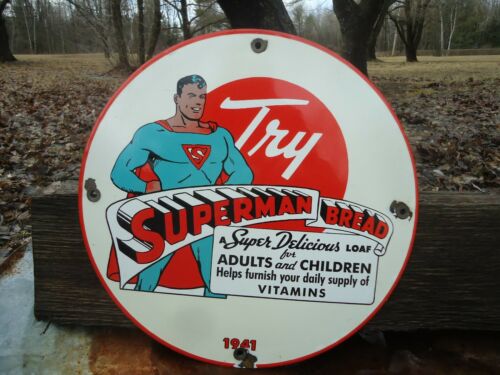 Try
S
SUPERMAN BREAD
A Super Delicious LOAF
for
ADULTS and CHILDREN
Helps furnish your daily supply of
VITAMINS
1941